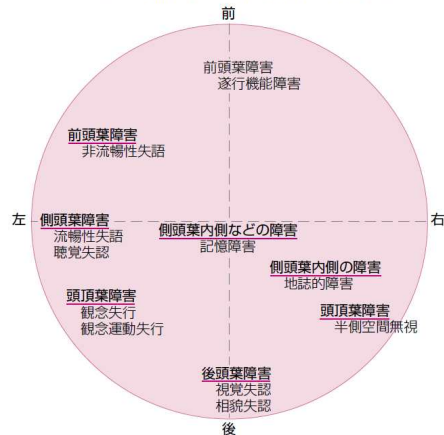 前
前頭葉障害
遂行機能障害
前頭葉障害
非流暢性失語
左
側頭葉障害
流暢性失語
聴覚失認
側頭葉内側などの障害
記憶障害
右
側頭葉内側の障害
地誌的障害
頭頂葉障害
観念失行
観念運動失行
頭頂葉障害
半側空間無視
後頭葉障害
視覚失認
相貌失認
後